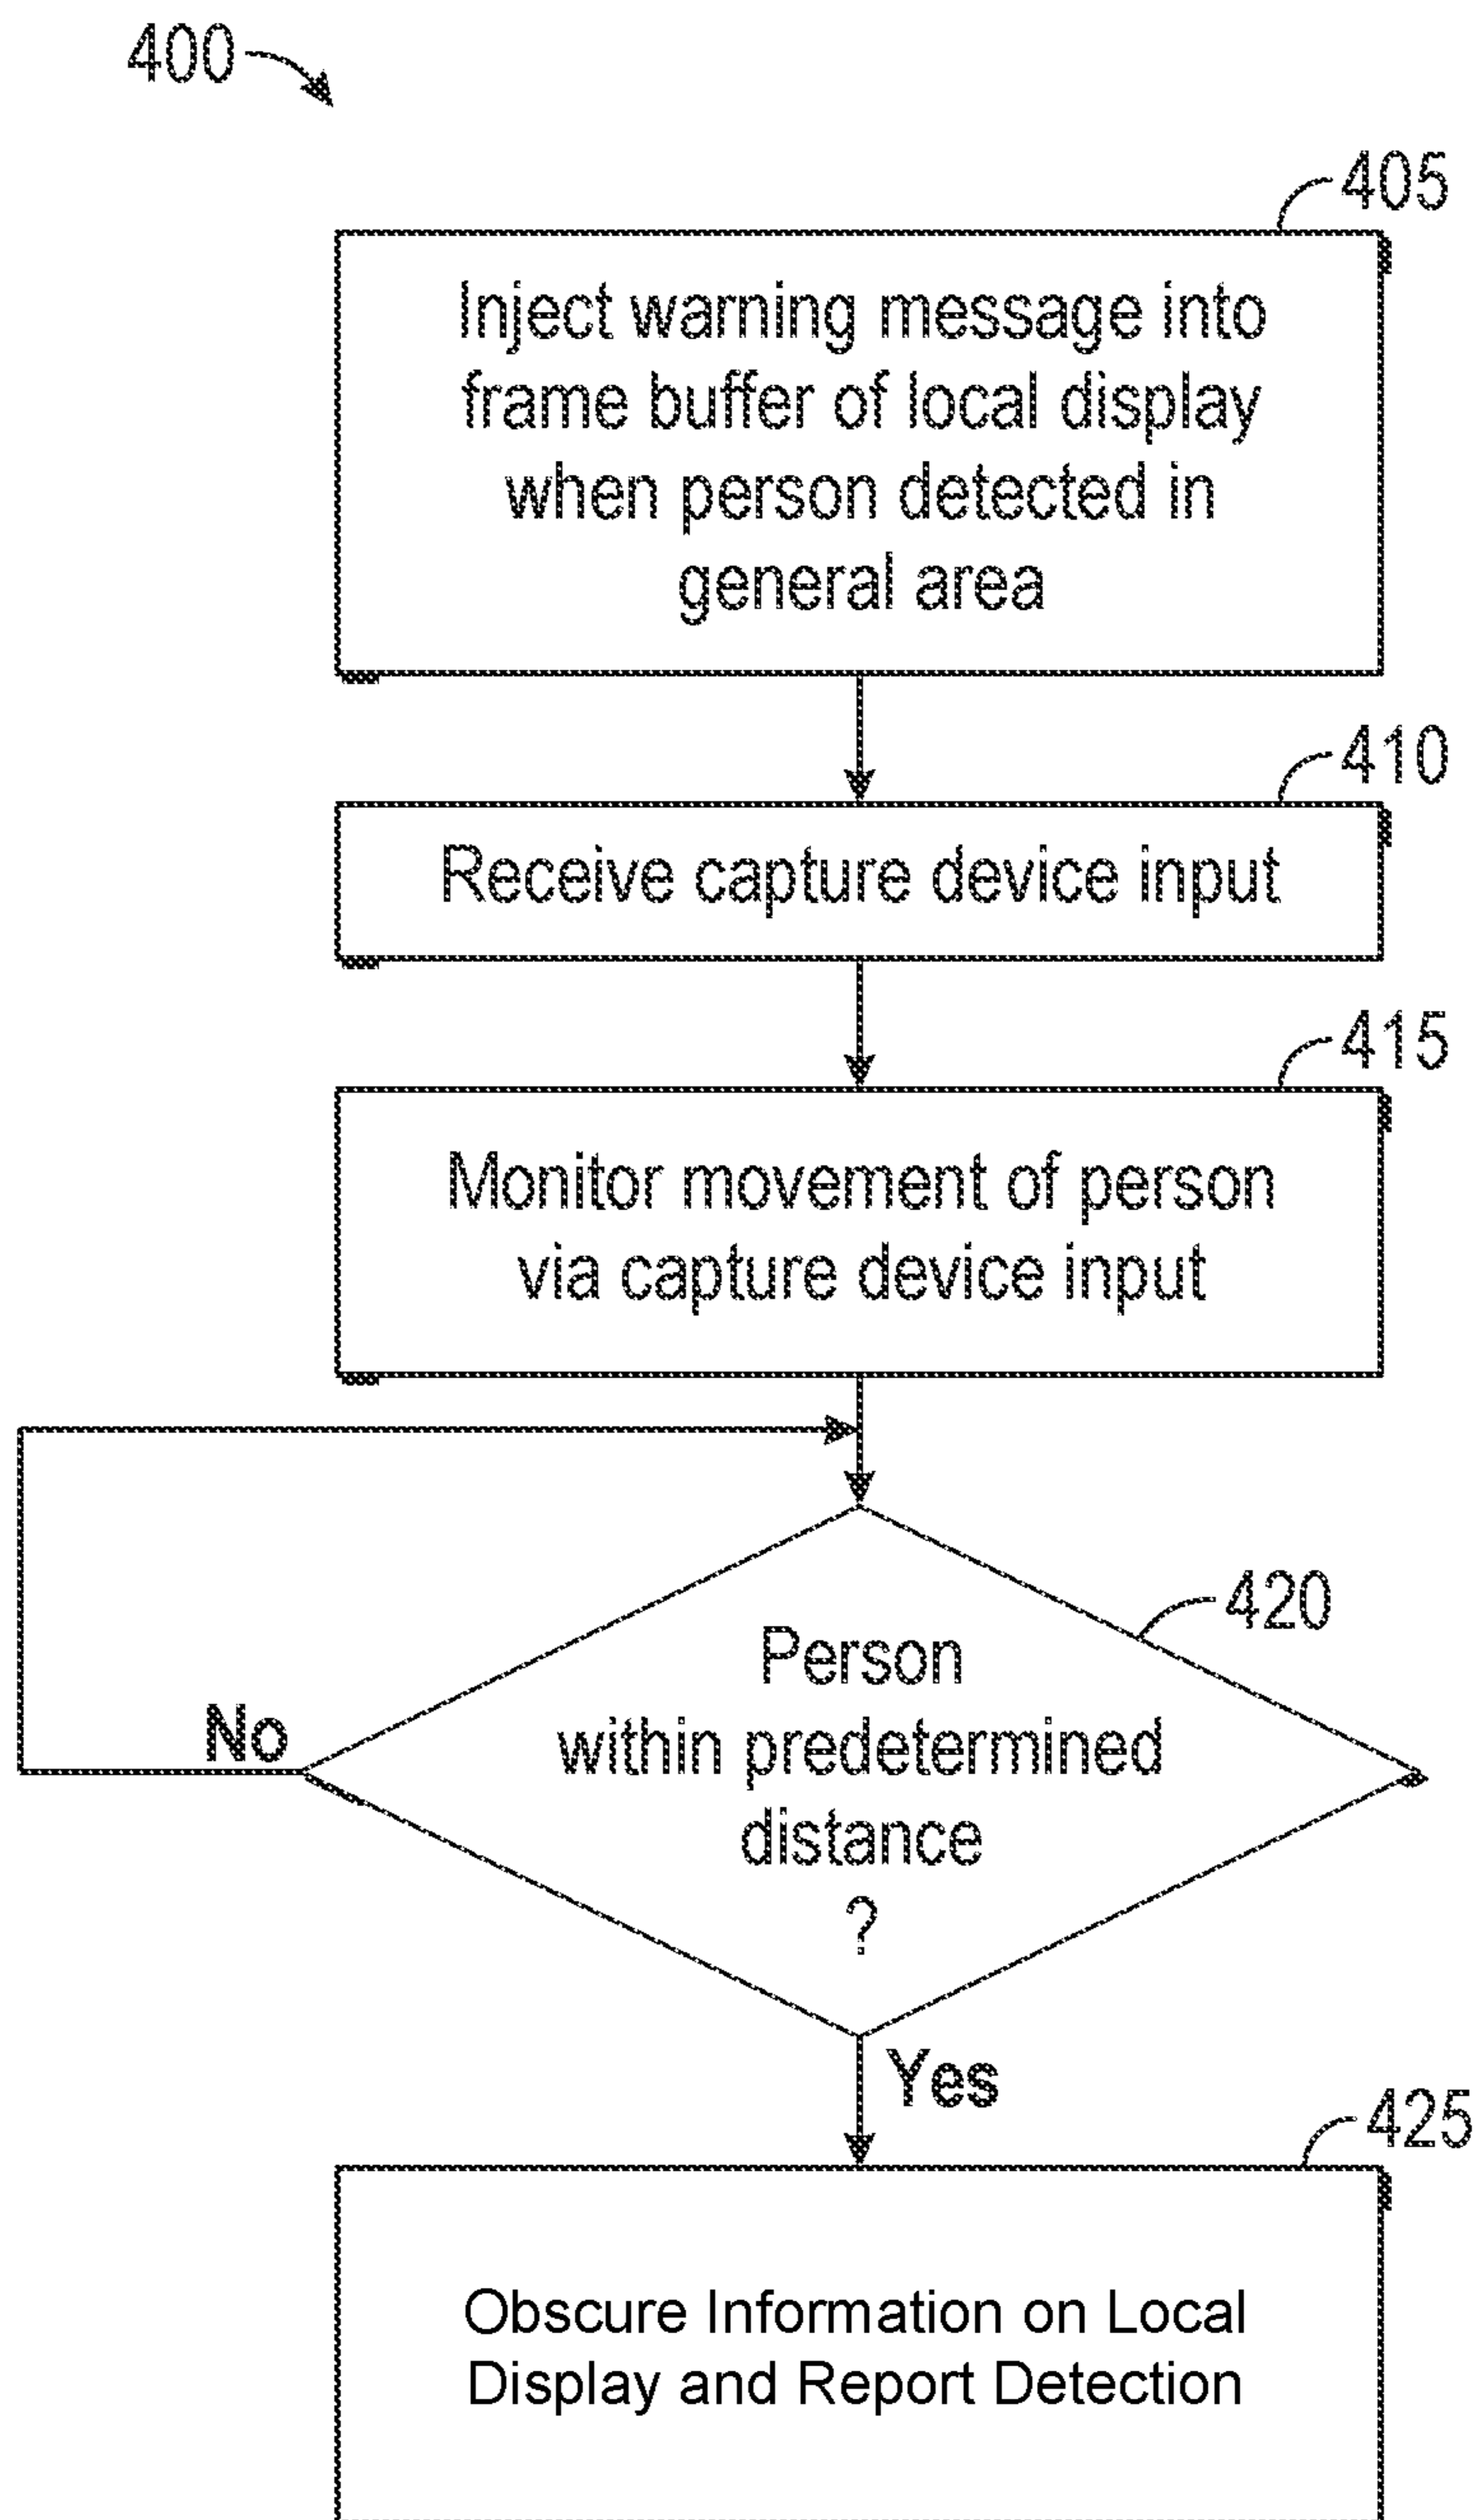 400
405
Inject warning message into
frame buffer of local display
when person detected in
general area
410
Receive capture device input
415
Monitor movement of person
via capture device input
420
Person
within predetermined
distance
?
No
Yes
425
Obscure Information on Local
Display and Report Detection